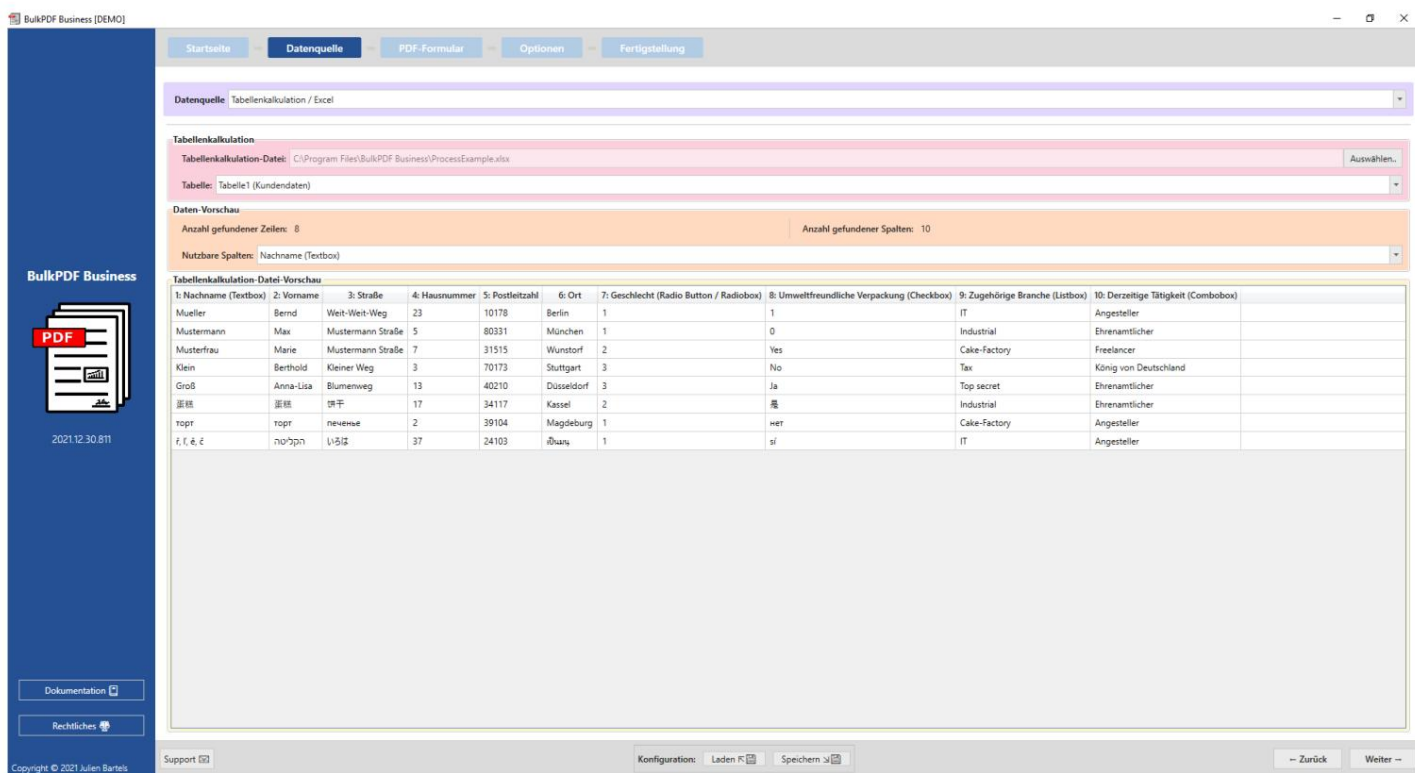 BulkPDF Business [DEMO]
Startseite Datenquelle PDF-Formular Optionen Fertigstellung
Datenquelle Tabellenkalkulation / Excel
Tabellenkalkulation
Tabellenkalkulation-Datei: C:\Program Files\BulkPDF Business\ProcessExample.xlsx Auswählen..
Tabelle: Tabelle1 (Kundendaten)
Daten-Vorschau
Anzahl gefundener Zeilen: 8 Anzahl gefundener Spalten: 10
Nutzbare Spalten: Nachname (Textbox)
BulkPDF Business
PDF
2021.12.30.811
Tabellenkalkulation-Datei-Vorschau
1: Nachname (Textbox) 2: Vorname 3: Straße 4: Hausnummer 5: Postleitzahl 6: Ort 7: Geschlecht (Radio Button / Radiobox) 8: Umweltfreundliche Verpackung (Checkbox) 9: Zugehörige Branche (Listbox) 10: Derzeitige Tätigkeit (Combobox)
Mueller Bernd Weit-Weit-Weg 23 10178 Berlin 1 1 IT Angesteller
Mustermann Max Mustermann Straße 5 80331 München 1 0 Industrial Ehrenamtlicher
Musterfrau Marie Mustermann Straße 7 31515 Wunstorf 2 Yes Cake-Factory Freelancer
Klein Berthold Kleiner Weg 3 70173 Stuttgart 3 No Tax König von Deutschland
Groß Anna-Lisa Blumenweg 13 40210 Düsseldorf 3 Ja Top secret Ehrenamtlicher
蛋糕 蛋糕 饼干 17 34117 Kassel 2 是 Industrial Ehrenamtlicher
торт торт печенье 2 39104 Magdeburg 1 нет Cake-Factory Angesteller
הקליטה いろは 37 24103 1 sí IT Angesteller
Dokumentation
Rechtliches
Copyright © 2021 Julien Bartels
Support Konfiguration: Laden Speichern ← Zurück Weiter →